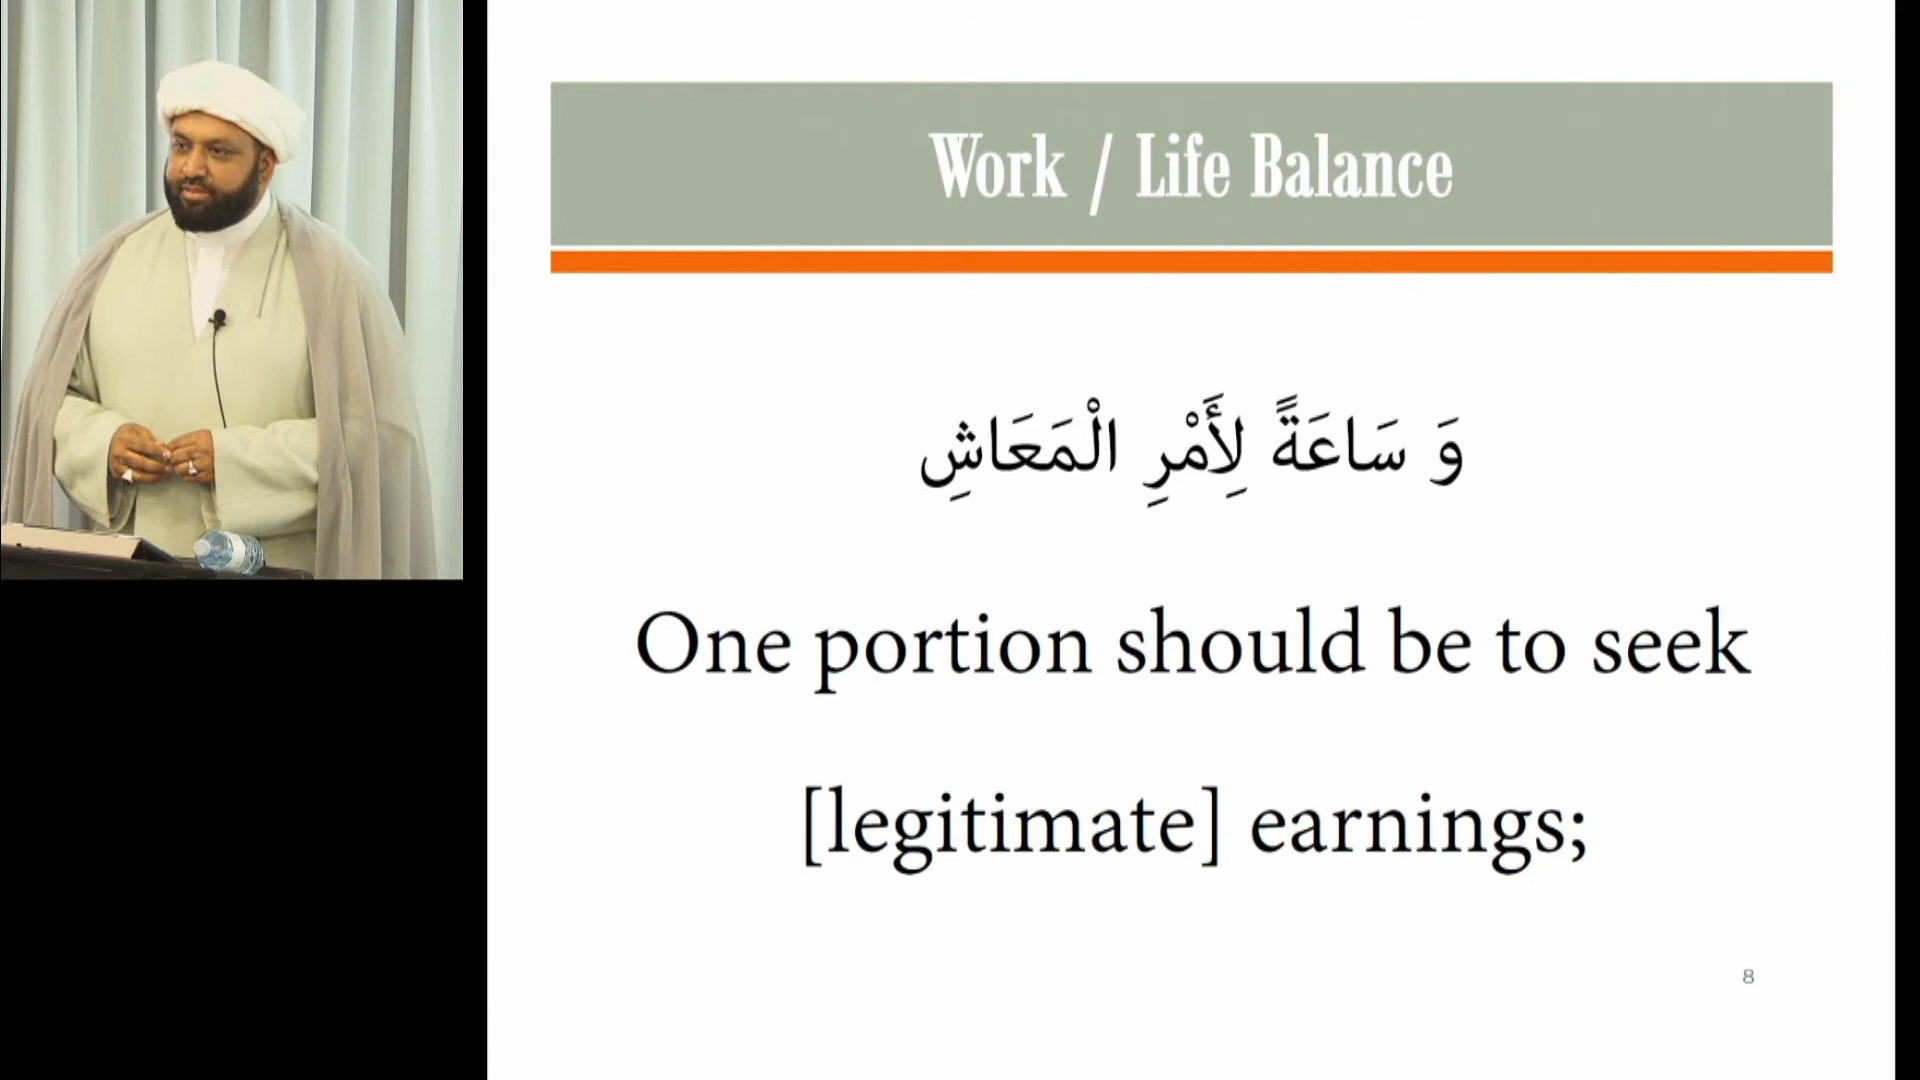 Work / Life Balance
وَ سَاعَةً لِأَمْرِ الْمَعَاشِ
One portion should be to seek
[legitimate] earnings;
8